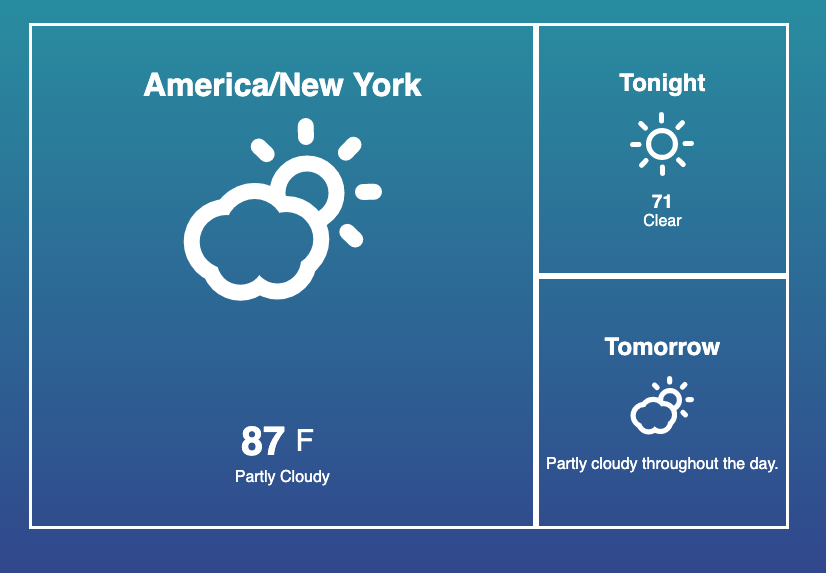 America/New York
87 F
Partly Cloudy
Tonight
71
Clear
Tomorrow
Partly cloudy throughout the day.